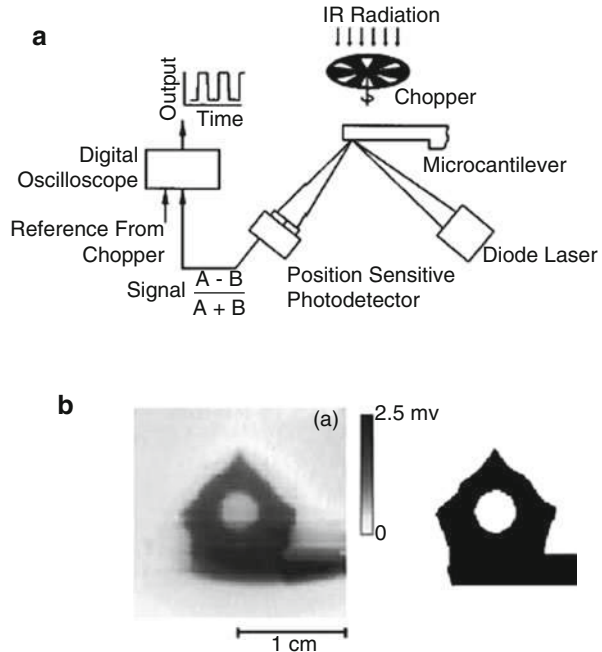 a
IR Radiation
Chopper
Output
Time
Digital
Oscilloscope
Microcantilever
Reference From
Chopper
Diode Laser
Position Sensitive
Photodetector
Signal A - B
A + B
b
(a)
2.5 mv
0
1 cm